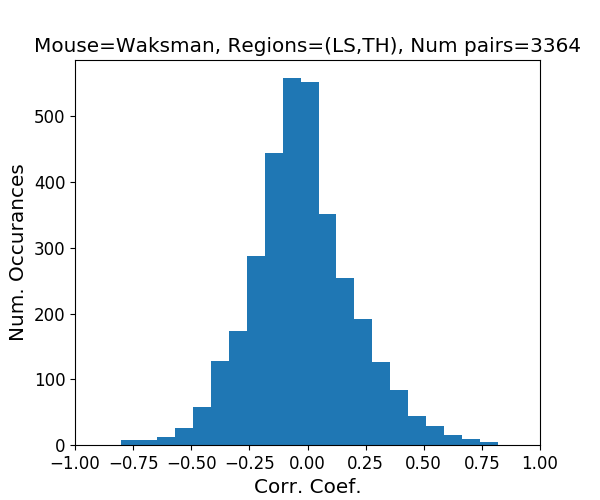 Mouse=Waksman, Regions=(LS,TH), Num pairs=3364
Num. Occurances
500
400
300
200
100
0
−1.00 −0.75 −0.50 −0.25 0.00 0.25 0.50 0.75 1.00
Corr. Coef.